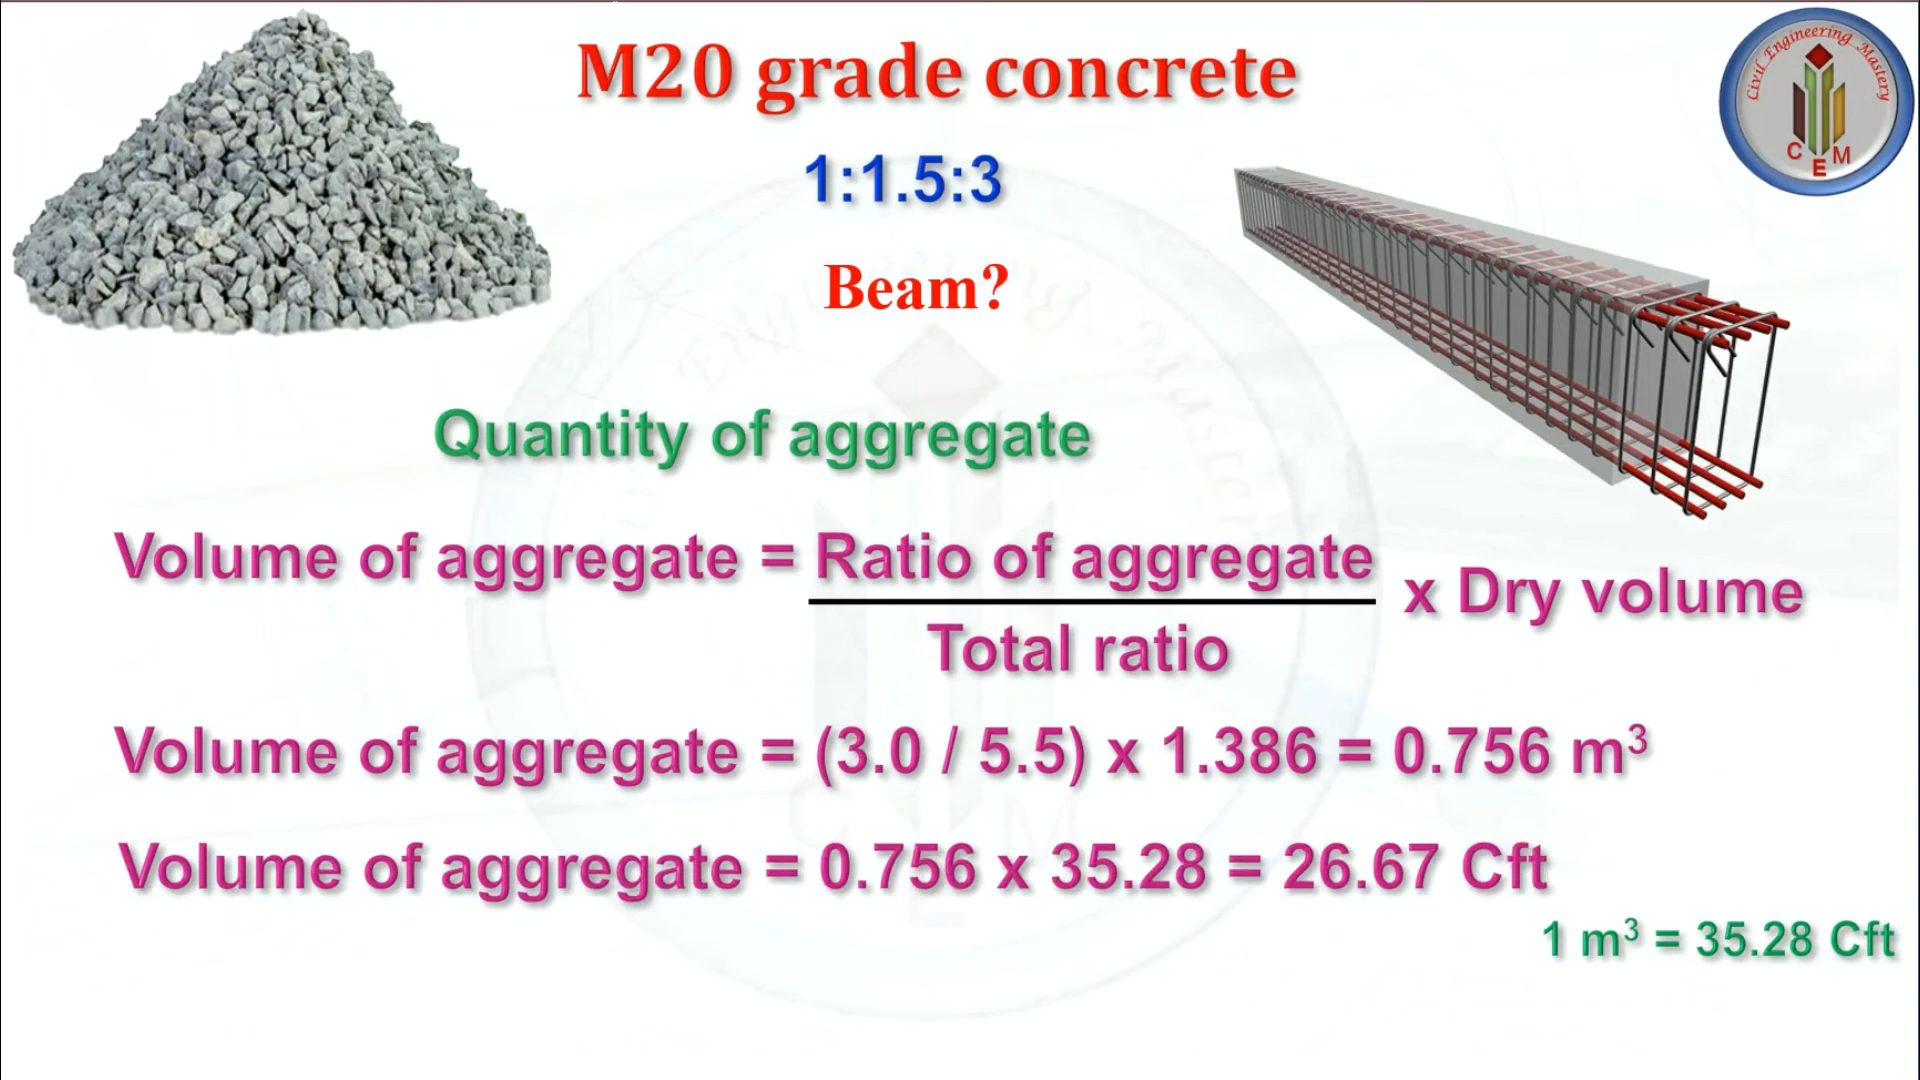 M20 grade concrete
Civil Engineering Mastery
C E M
1:1.5:3
Beam?
Quantity of aggregate
Volume of aggregate = Ratio of aggregate x Dry volume
Total ratio
Volume of aggregate = (3.0 / 5.5) x 1.386 = 0.756 m³
Volume of aggregate = 0.756 x 35.28 = 26.67 Cft
1 m³ = 35.28 Cft